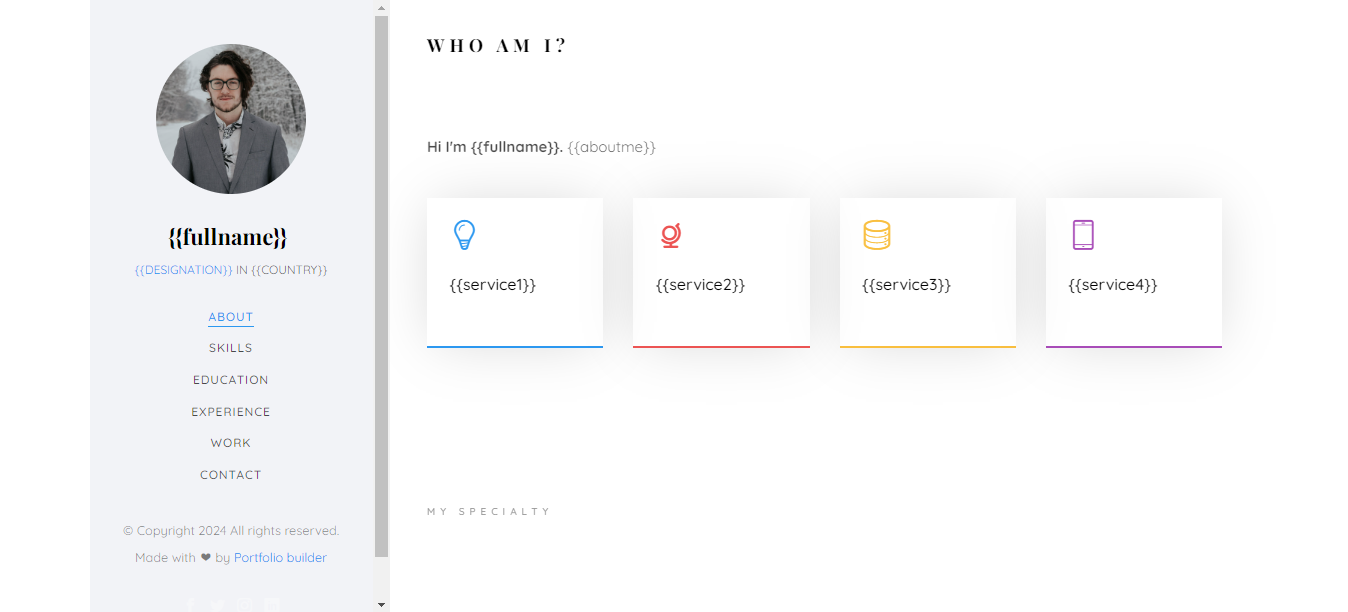 {{fullname}}
{{DESIGNATION}} IN {{COUNTRY}}
ABOUT
SKILLS
EDUCATION
EXPERIENCE
WORK
CONTACT
© Copyright 2024 All rights reserved.
Made with ❤ by Portfolio builder
WHO AM I?
Hi I'm {{fullname}}. {{aboutme}}
{{service1}}
{{service2}}
{{service3}}
{{service4}}
MY SPECIALTY